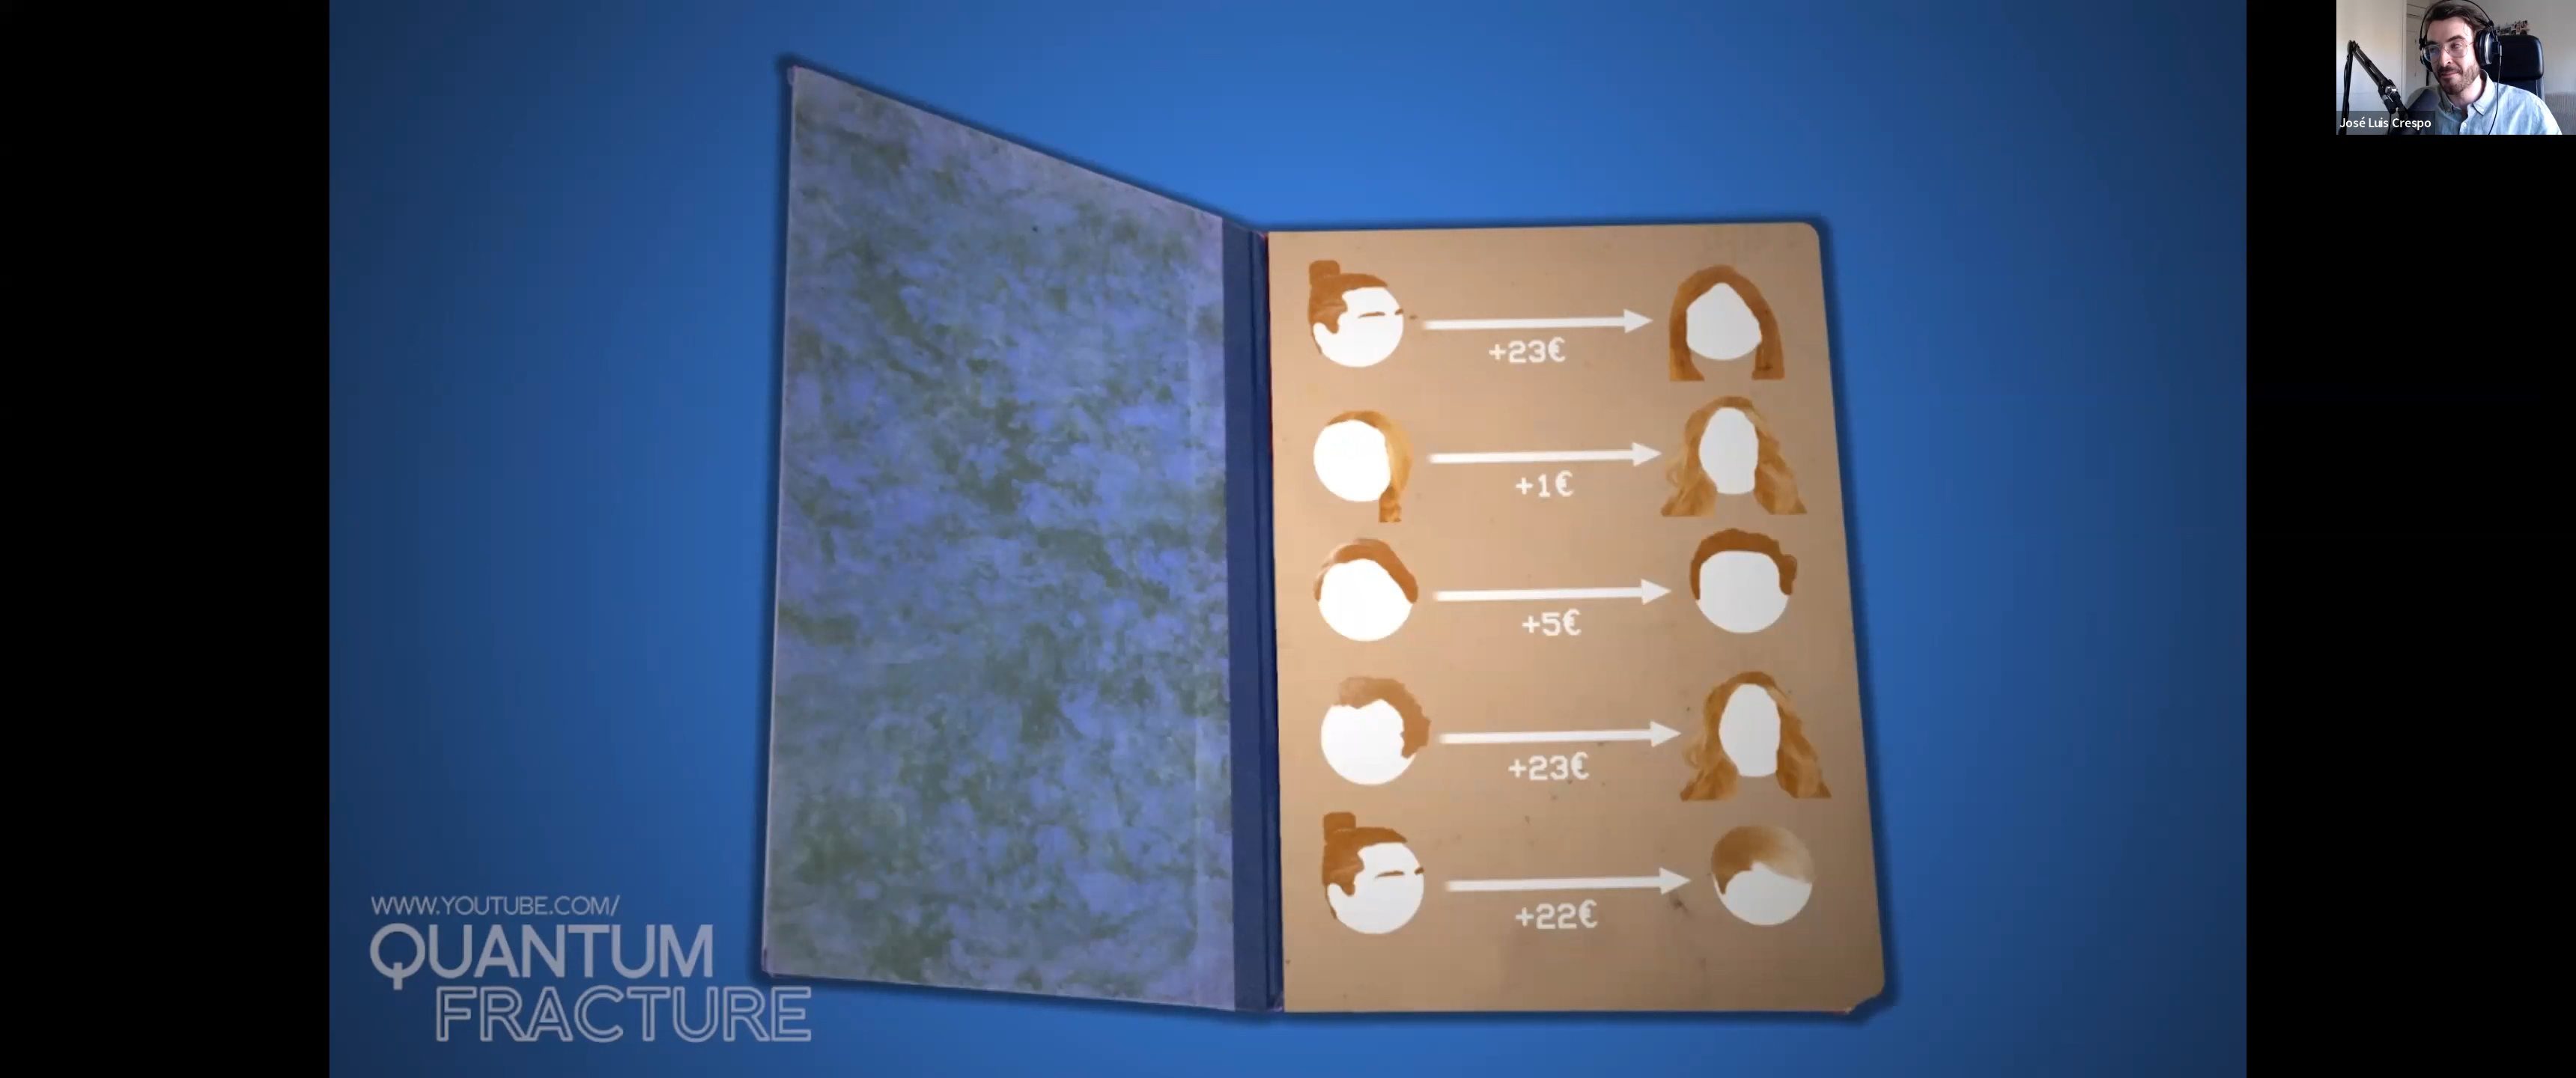 José Luis Crespo
+23€
+1€
+5€
+23€
+22€
WWW.YOUTUBE.COM/
QUANTUM
FRACTURE